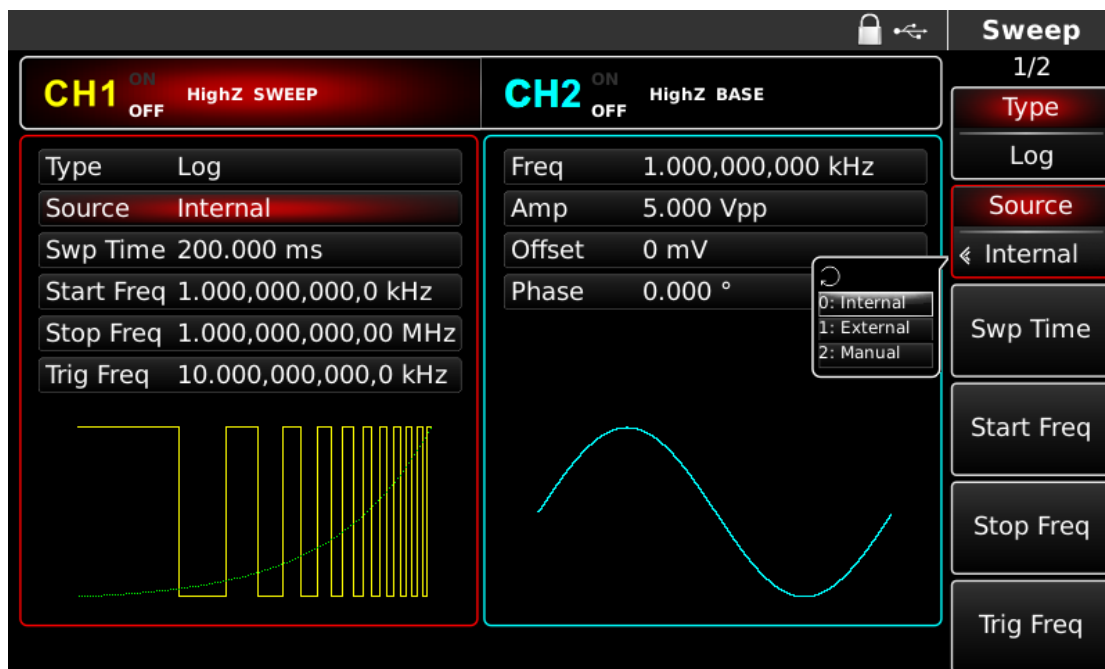 Sweep
1/2
CH1 ON OFF HighZ SWEEP
CH2 ON OFF HighZ BASE
Type Log
Source Internal
Swp Time 200.000 ms
Start Freq 1.000,000,000,0 kHz
Stop Freq 1.000,000,000,00 MHz
Trig Freq 10.000,000,000,0 kHz
Freq 1.000,000,000 kHz
Amp 5.000 Vpp
Offset 0 mV
Phase 0.000 °
0: Internal
1: External
2: Manual
Type
Log
Source
Internal
Swp Time
Start Freq
Stop Freq
Trig Freq